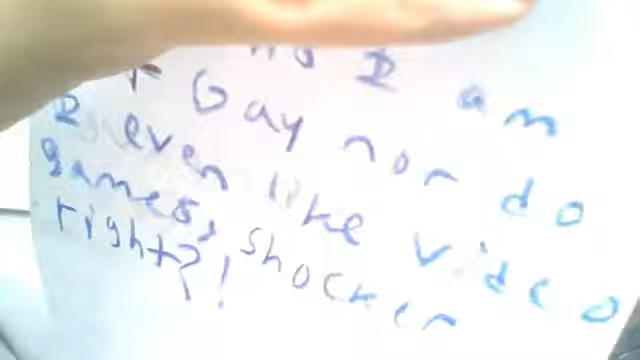 I am
Gay nor do
I even like video
games, shocker
right?!